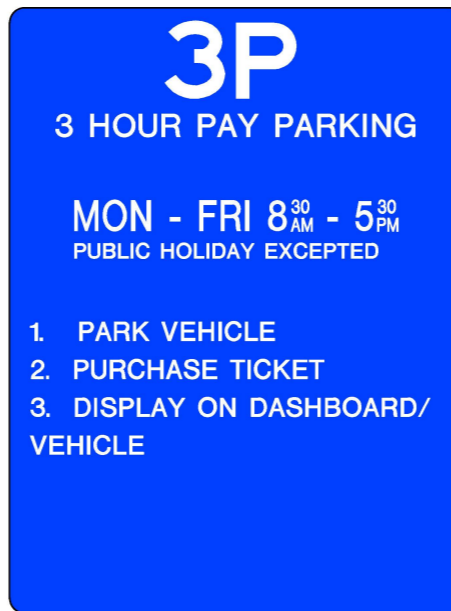 3P
3 HOUR PAY PARKING
MON - FRI 8 30 AM - 5 30 PM
PUBLIC HOLIDAY EXCEPTED
1. PARK VEHICLE
2. PURCHASE TICKET
3. DISPLAY ON DASHBOARD/
VEHICLE